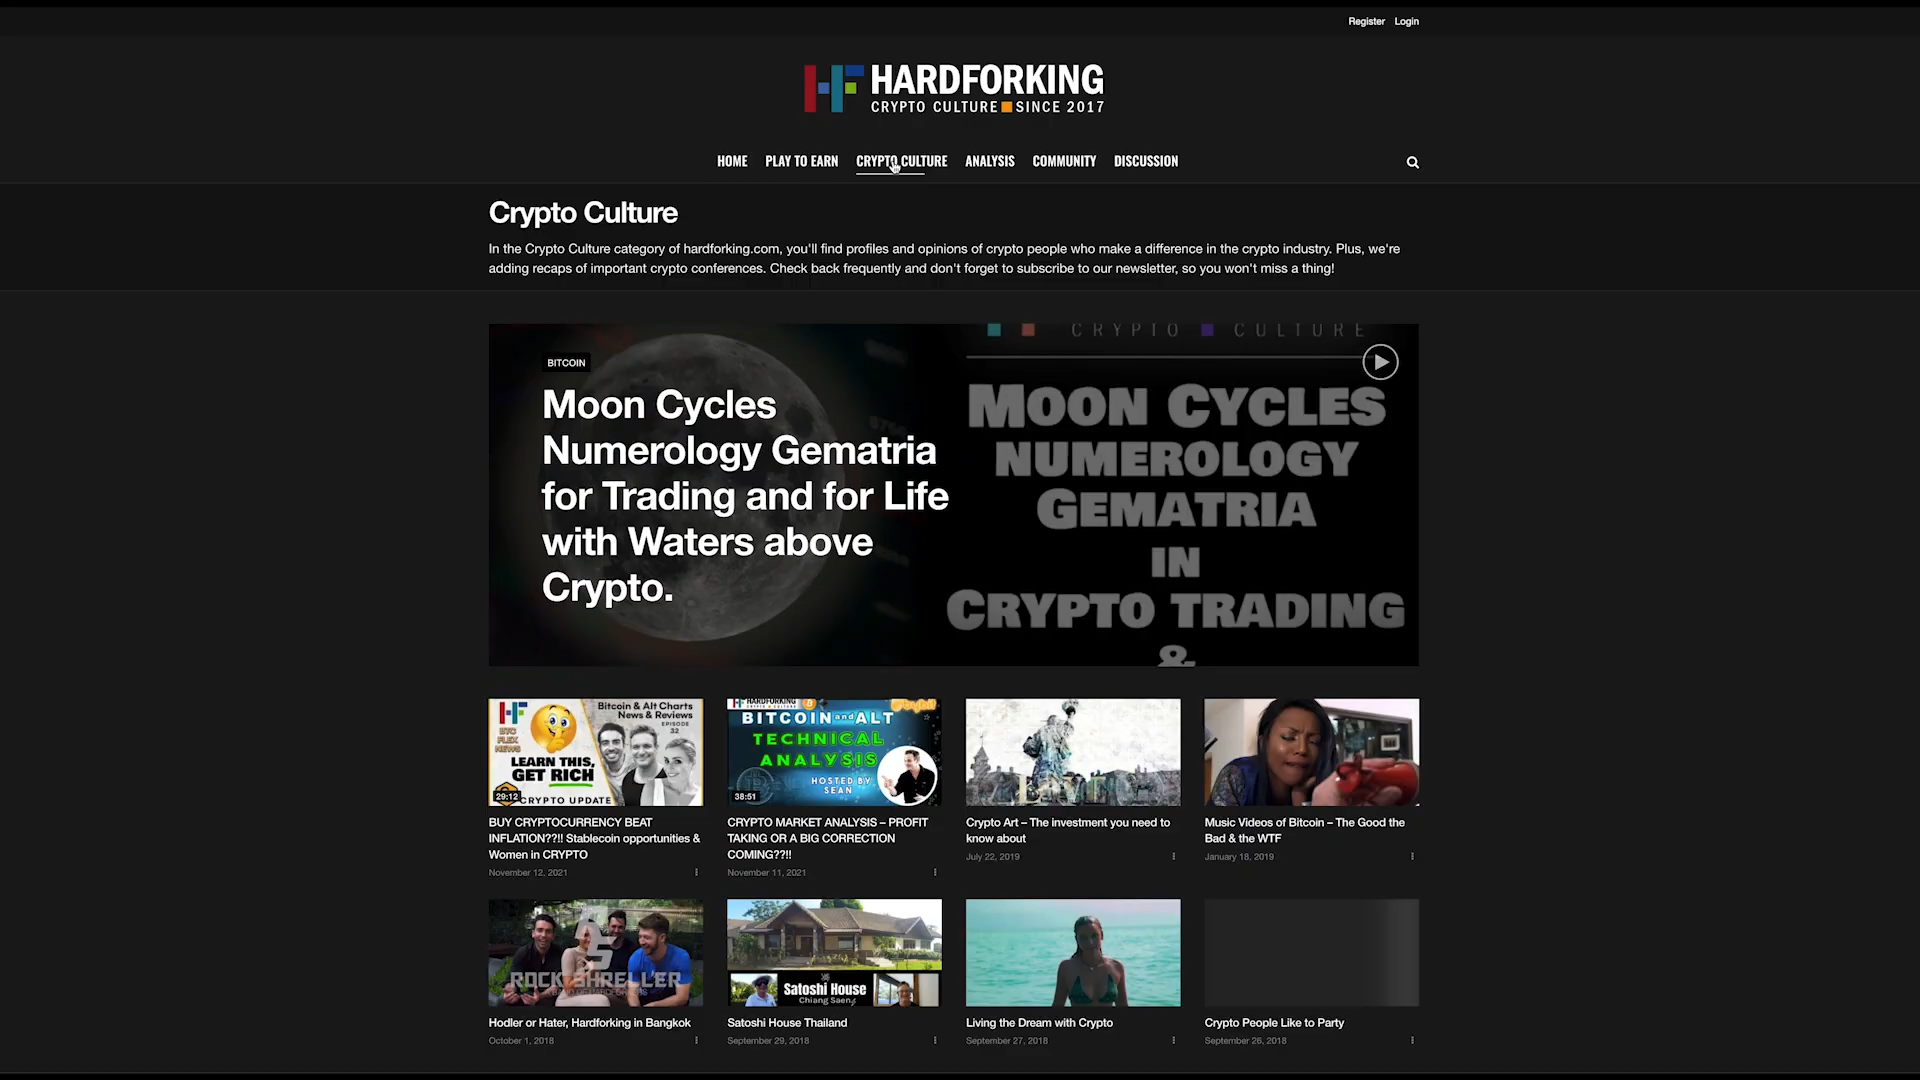 Register Login
HF HARDFORKING
CRYPTO CULTURE SINCE 2017
HOME PLAY TO EARN CRYPTO CULTURE ANALYSIS COMMUNITY DISCUSSION
Crypto Culture
In the Crypto Culture category of hardforking.com, you'll find profiles and opinions of crypto people who make a difference in the crypto industry. Plus, we're
adding recaps of important crypto conferences. Check back frequently and don't forget to subscribe to our newsletter, so you won't miss a thing!
BITCOIN
Moon Cycles
Numerology Gematria
for Trading and for Life
with Waters above
Crypto.
CRYPTO CULTURE
MOON CYCLES
NUMEROLOGY
GEMATRIA
IN
CRYPTO TRADING
&
HF
BTC
FLEX
NEWS
Bitcoin & Alt Charts
News & Reviews
EPISODE
32
LEARN THIS,
GET RICH
29:12
CRYPTO UPDATE
BUY CRYPTOCURRENCY BEAT
INFLATION??!! Stablecoin opportunities &
Women in CRYPTO
November 12, 2021
HARDFORKING
BITCOIN and ALT
TECHNICAL
ANALYSIS
HOSTED BY
SEAN
38:51
CRYPTO MARKET ANALYSIS – PROFIT
TAKING OR A BIG CORRECTION
COMING??!!
November 11, 2021
Crypto Art – The investment you need to
know about
July 22, 2019
Music Videos of Bitcoin – The Good the
Bad & the WTF
January 18, 2019
Hodler or Hater, Hardforking in Bangkok
October 1, 2018
Satoshi House
Chiang Saen
Satoshi House Thailand
September 29, 2018
Living the Dream with Crypto
September 27, 2018
Crypto People Like to Party
September 26, 2018